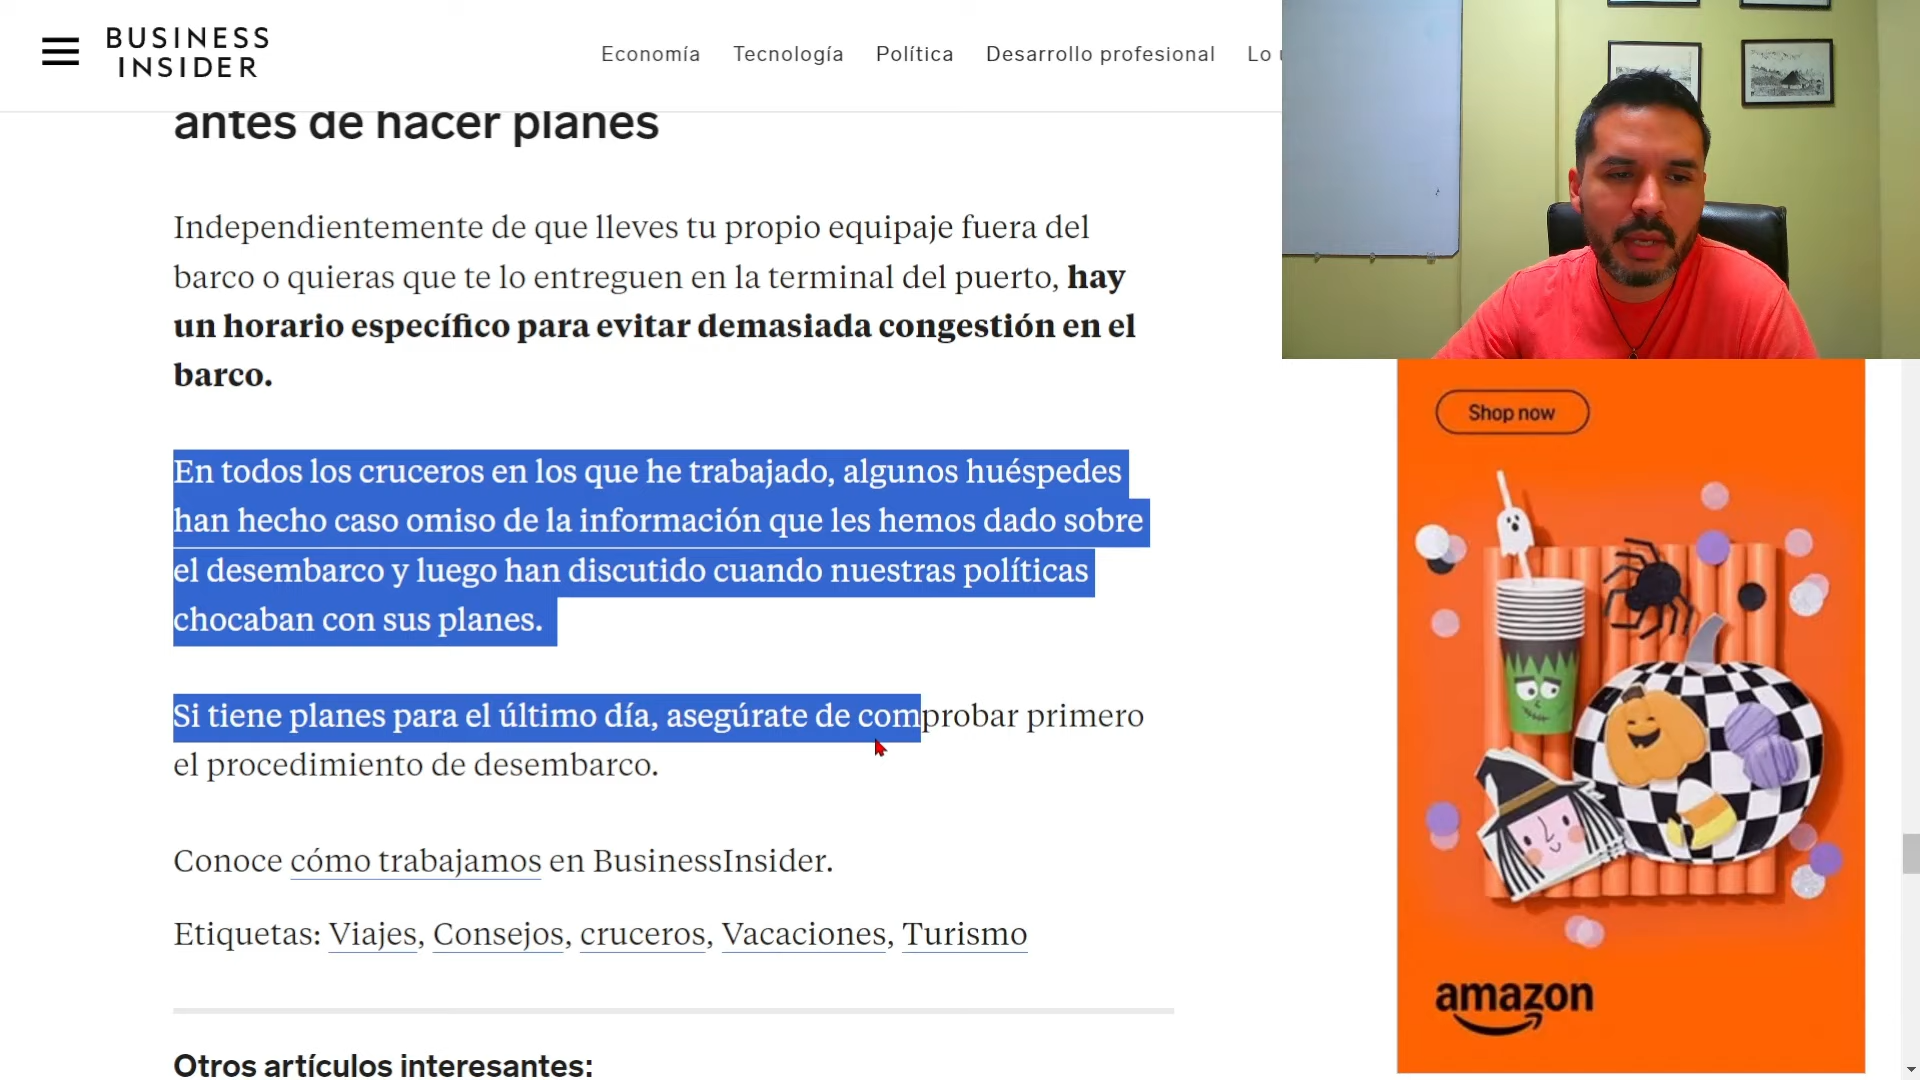 BUSINESS
INSIDER
Economía Tecnología Política Desarrollo profesional Lo
antes de hacer planes
Independientemente de que lleves tu propio equipaje fuera del
barco o quieras que te lo entreguen en la terminal del puerto, hay
un horario específico para evitar demasiada congestión en el
barco.
En todos los cruceros en los que he trabajado, algunos huéspedes
han hecho caso omiso de la información que les hemos dado sobre
el desembarco y luego han discutido cuando nuestras políticas
chocaban con sus planes.
Si tiene planes para el último día, asegúrate de comprobar primero
el procedimiento de desembarco.
Conoce cómo trabajamos en BusinessInsider.
Etiquetas: Viajes, Consejos, cruceros, Vacaciones, Turismo
Otros artículos interesantes:
Shop now
amazon